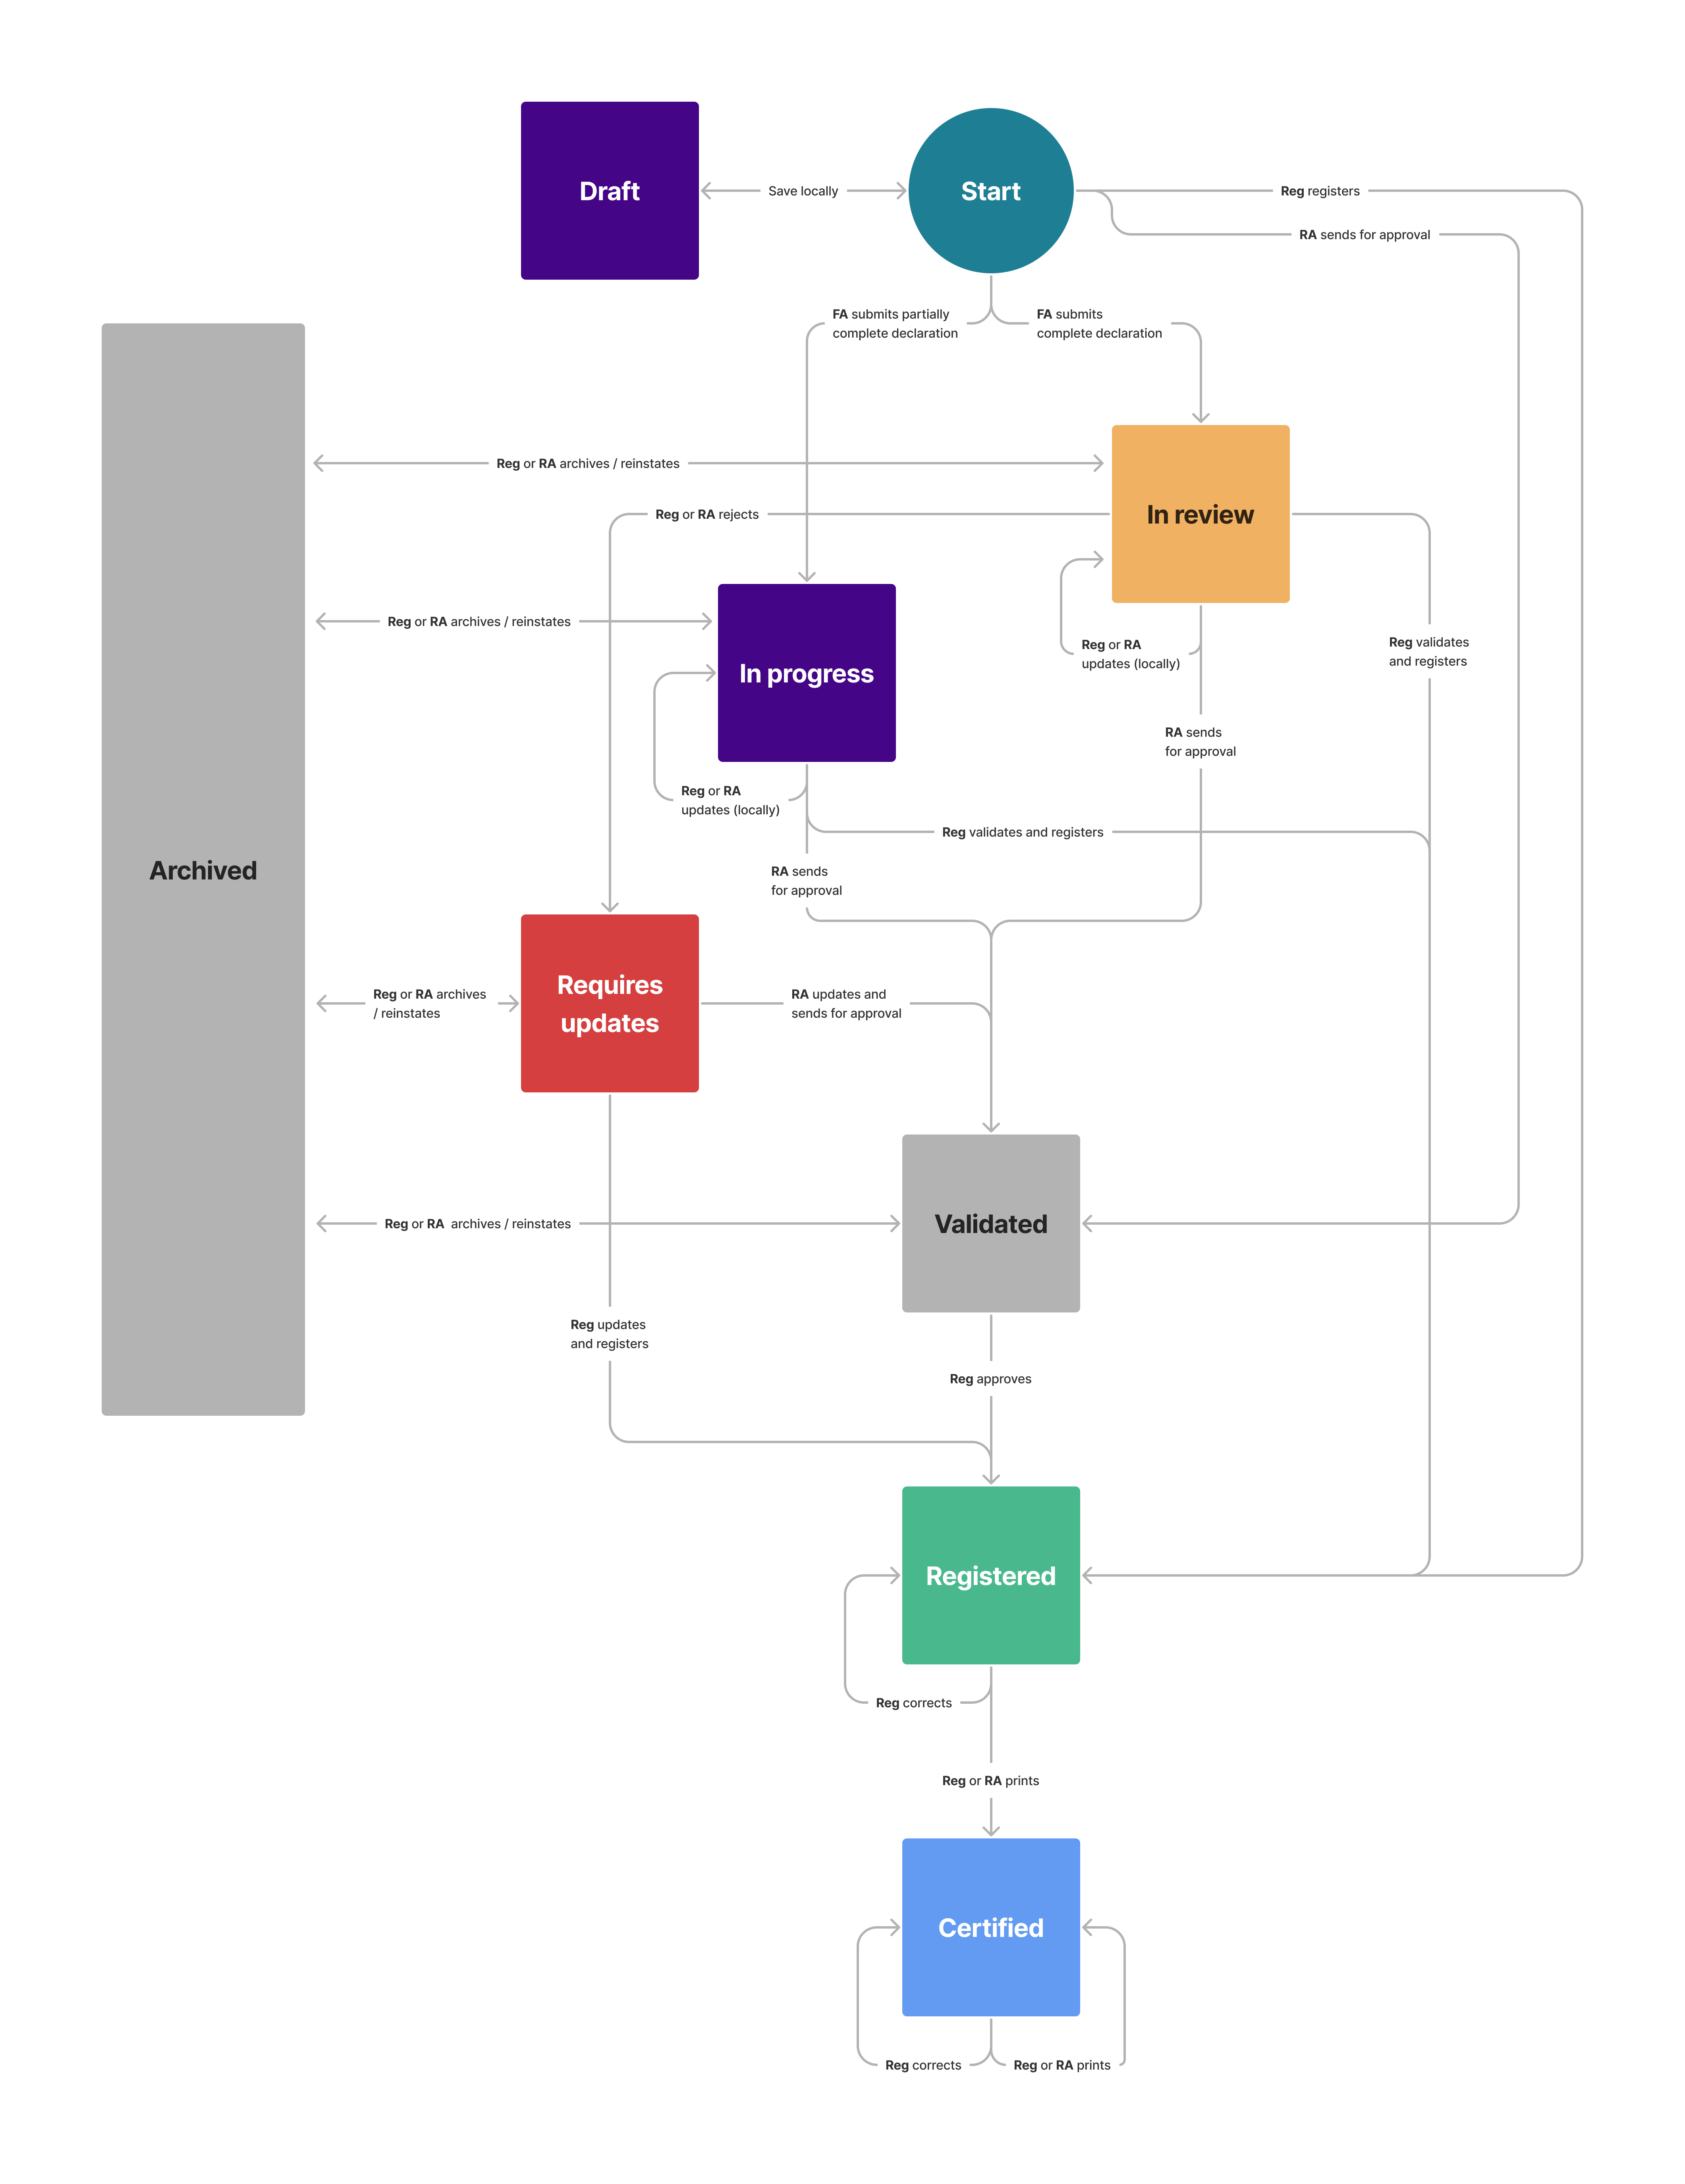 Draft
Save locally
Start
Reg registers
RA sends for approval
FA submits partially
complete declaration
FA submits
complete declaration
Reg or RA archives / reinstates
Reg or RA rejects
In review
Reg or RA archives / reinstates
Reg or RA
updates (locally)
Reg validates
and registers
In progress
RA sends
for approval
Reg or RA
updates (locally)
Reg validates and registers
RA sends
for approval
Archived
Requires
updates
Reg or RA archives
/ reinstates
RA updates and
sends for approval
Reg or RA archives / reinstates
Validated
Reg updates
and registers
Reg approves
Registered
Reg corrects
Reg or RA prints
Certified
Reg corrects
Reg or RA prints